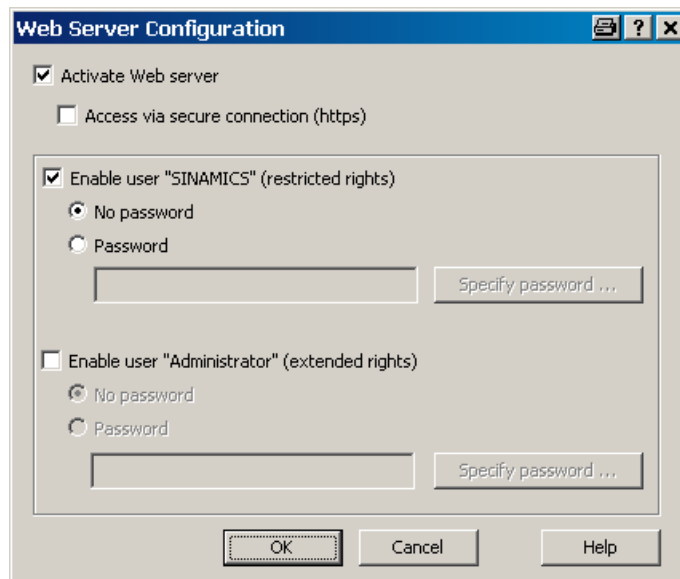 Web Server Configuration
Activate Web server
Access via secure connection (https)
Enable user "SINAMICS" (restricted rights)
No password
Password
Specify password ...
Enable user "Administrator" (extended rights)
No password
Password
Specify password ...
OK Cancel Help